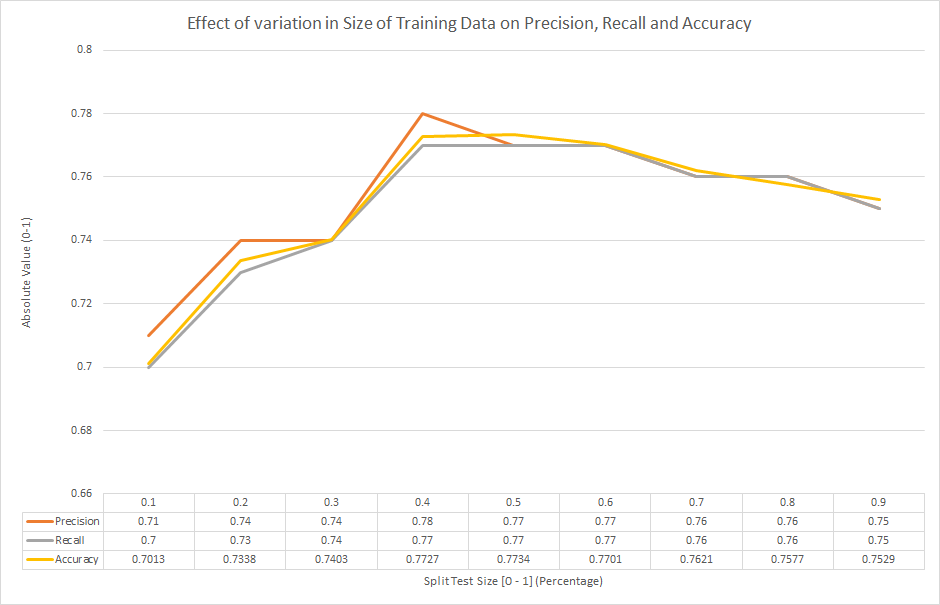 Effect of variation in Size of Training Data on Precision, Recall and Accuracy
0.8
0.78
0.76
0.74
0.72
0.7
0.68
0.66
Absolute Value (0-1)
0.1 0.2 0.3 0.4 0.5 0.6 0.7 0.8 0.9
Precision 0.71 0.74 0.74 0.78 0.77 0.77 0.76 0.76 0.75
Recall 0.7 0.73 0.74 0.77 0.77 0.77 0.76 0.76 0.75
Accuracy 0.7013 0.7338 0.7403 0.7727 0.7734 0.7701 0.7621 0.7577 0.7529
Split Test Size [0 - 1] (Percentage)